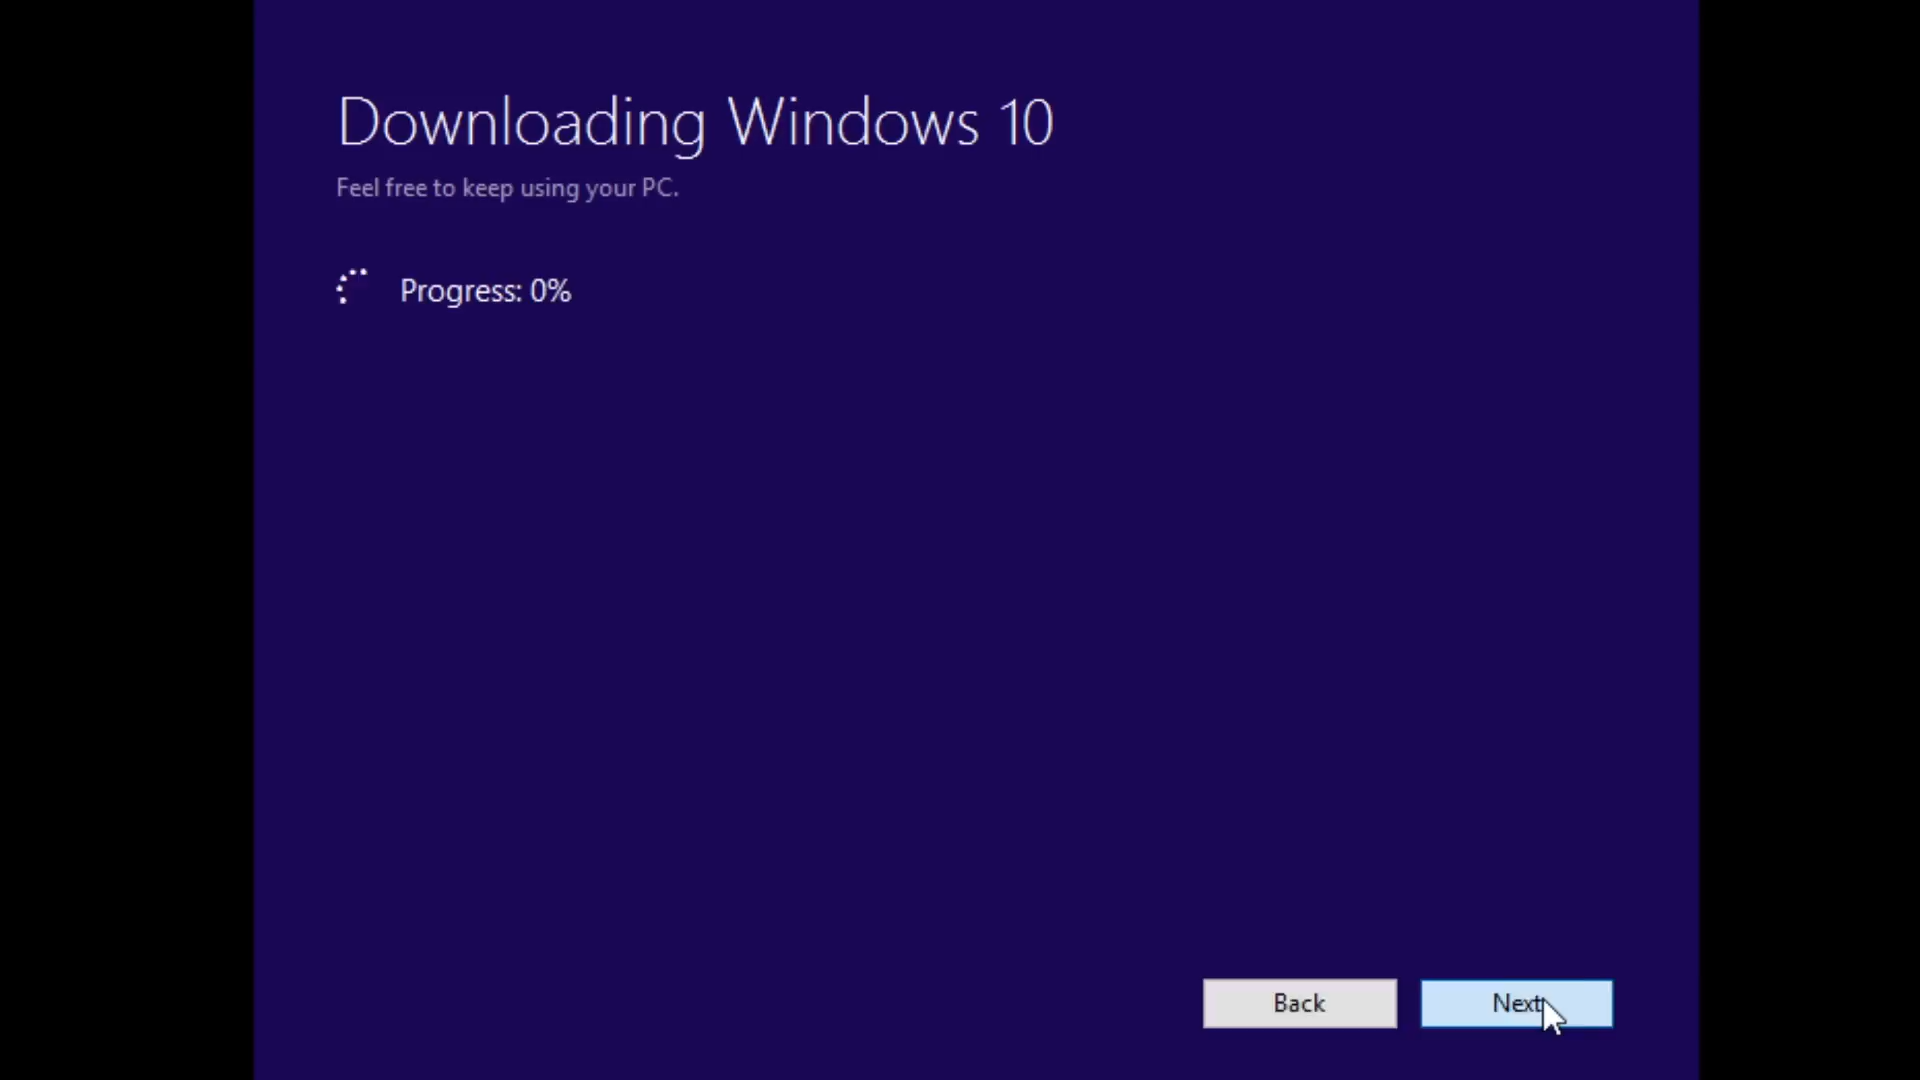 Downloading Windows 10
Feel free to keep using your PC.
Progress: 0%
Back
Next